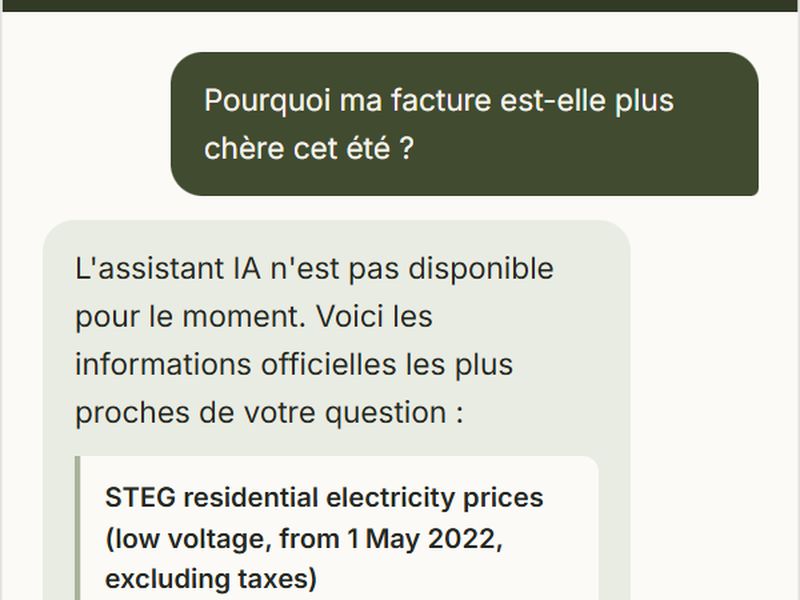 Pourquoi ma facture est-elle plus
chère cet été ?
L'assistant IA n'est pas disponible
pour le moment. Voici les
informations officielles les plus
proches de votre question :
STEG residential electricity prices
(low voltage, from 1 May 2022,
excluding taxes)